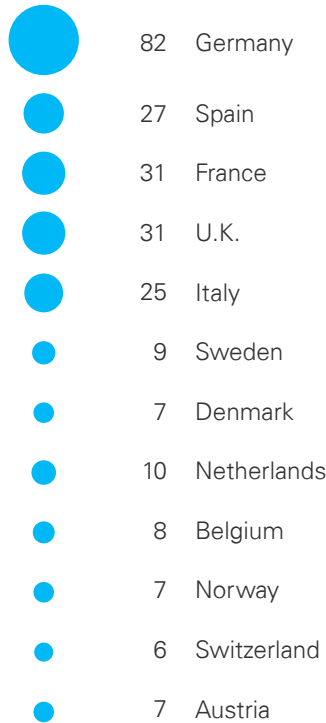 82 Germany
27 Spain
31 France
31 U.K.
25 Italy
9 Sweden
7 Denmark
10 Netherlands
8 Belgium
7 Norway
6 Switzerland
7 Austria